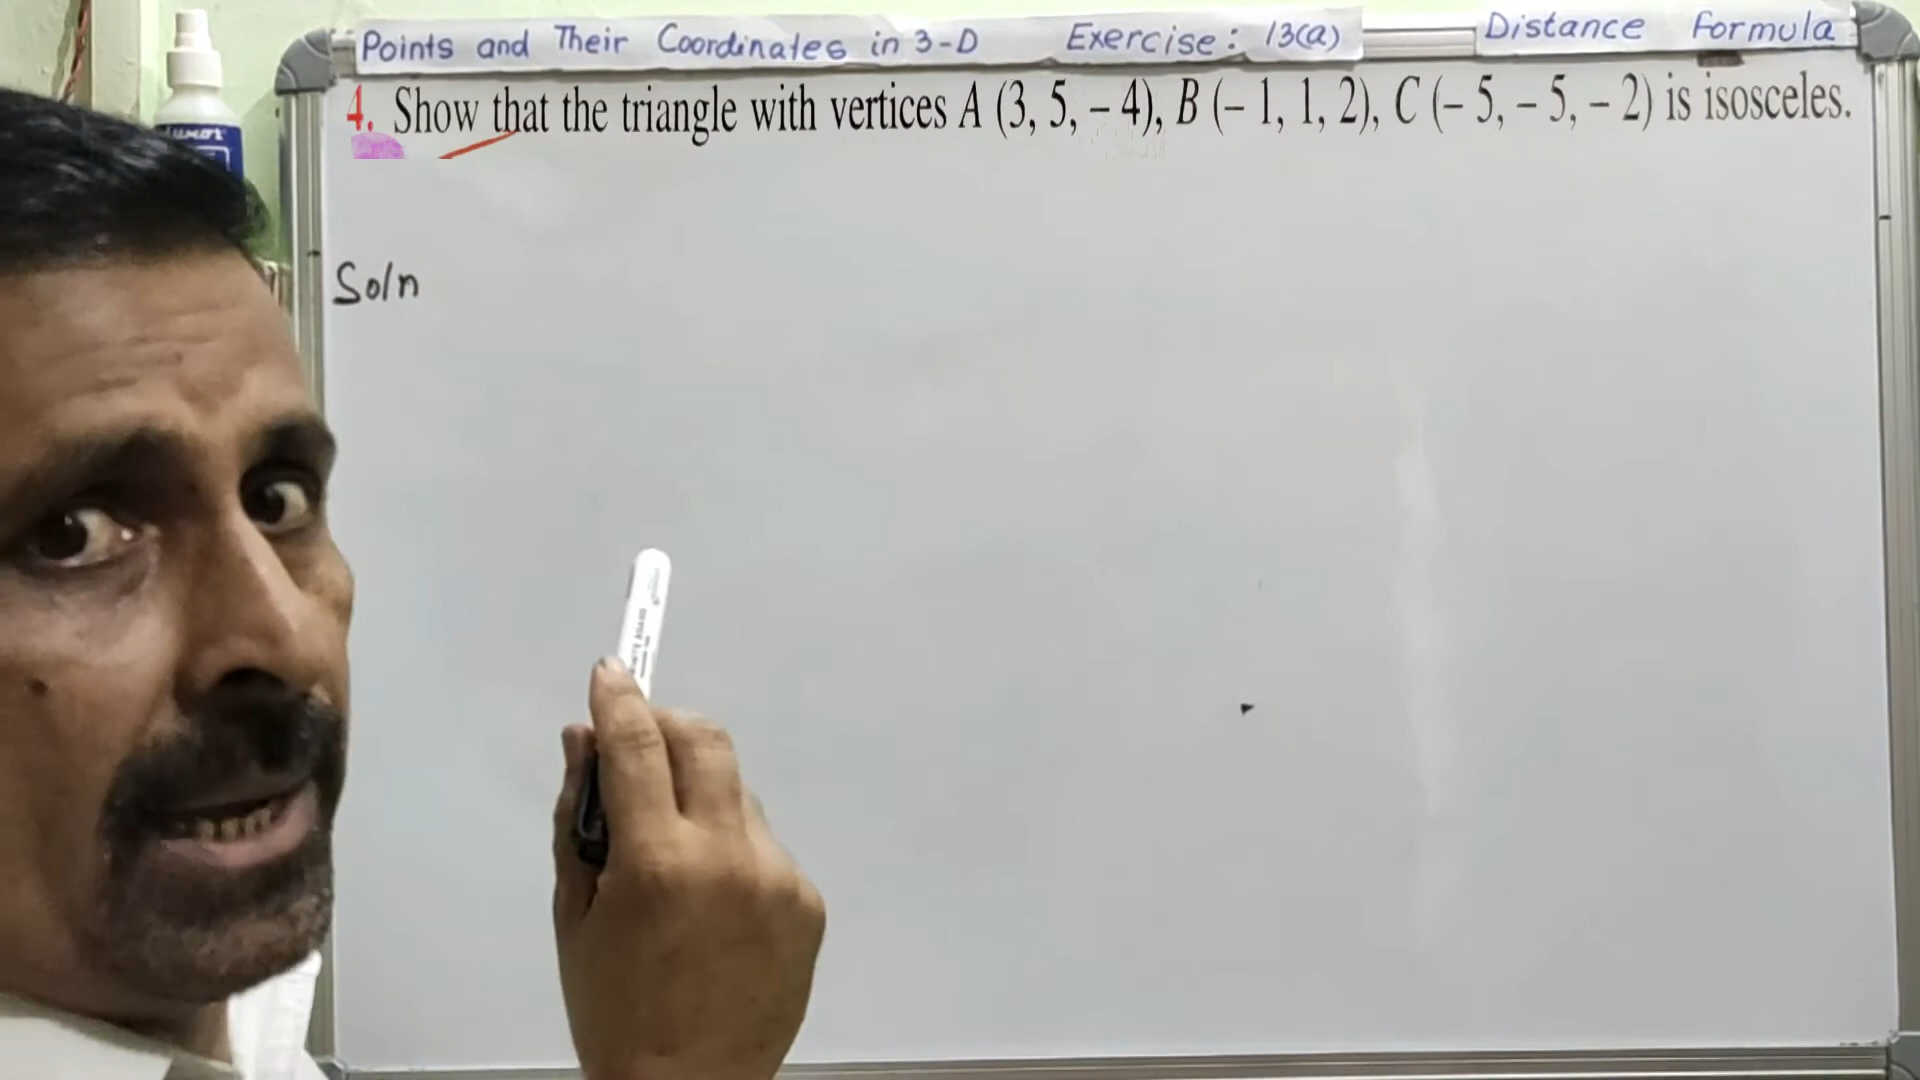 Points and Their Coordinates in 3-D Exercise: 13(a) Distance Formula
4. Show that the triangle with vertices A (3, 5, – 4), B (– 1, 1, 2), C (– 5, – 5, – 2) is isosceles.
Soln